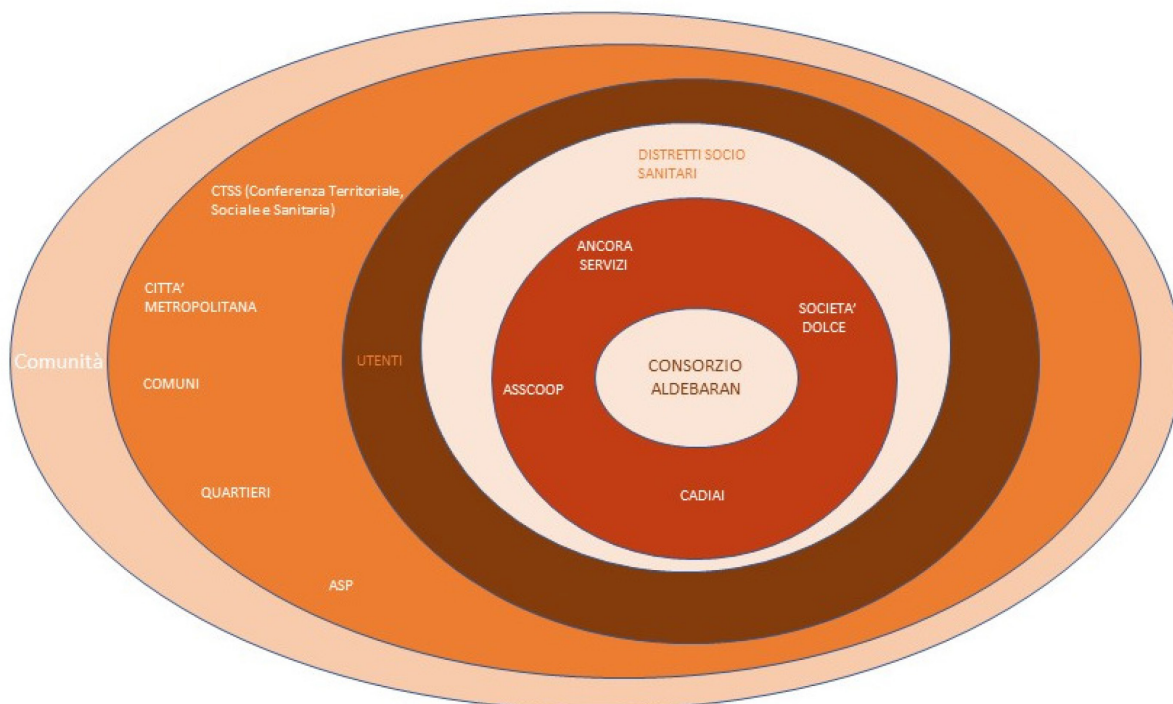 DISTRETTI SOCIO
SANITARI
CTSS (Conferenza Territoriale,
Sociale e Sanitaria)
ANCORA
SERVIZI
CITTA'
METROPOLITANA
SOCIETA'
DOLCE
Comunità
UTENTI
CONSORZIO
ALDEBARAN
COMUNI
ASSCOOP
QUARTIERI
CADIAI
ASP